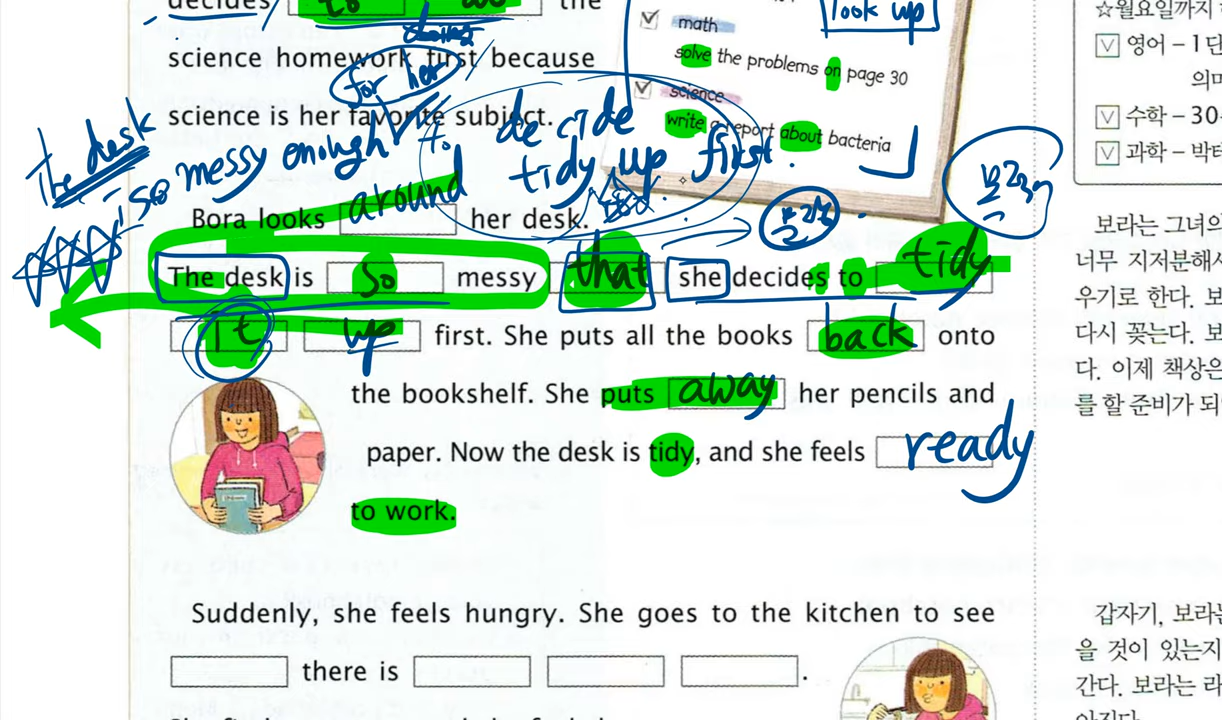 decides to do the
doing
science homework first because
for her
science is her favorite subject.
math
look up
solve the problems on page 30
science
write a report about bacteria
The desk
so messy enough to decide
tidy up first.
Bora looks around her desk.
The desk is so messy that she decides to tidy
it up first. She puts all the books back onto
the bookshelf. She puts away her pencils and
paper. Now the desk is tidy, and she feels ready
to work.
Suddenly, she feels hungry. She goes to the kitchen to see
there is .
☆월요일까지
영어 – 1단
의미
수학 – 30
과학 – 박테
보라는 그녀의
너무 지저분해서
우기로 한다. 보
다시 꽂는다. 보
다. 이제 책상은
를 할 준비가 되
갑자기, 보라는
을 것이 있는지
간다. 보라는 라